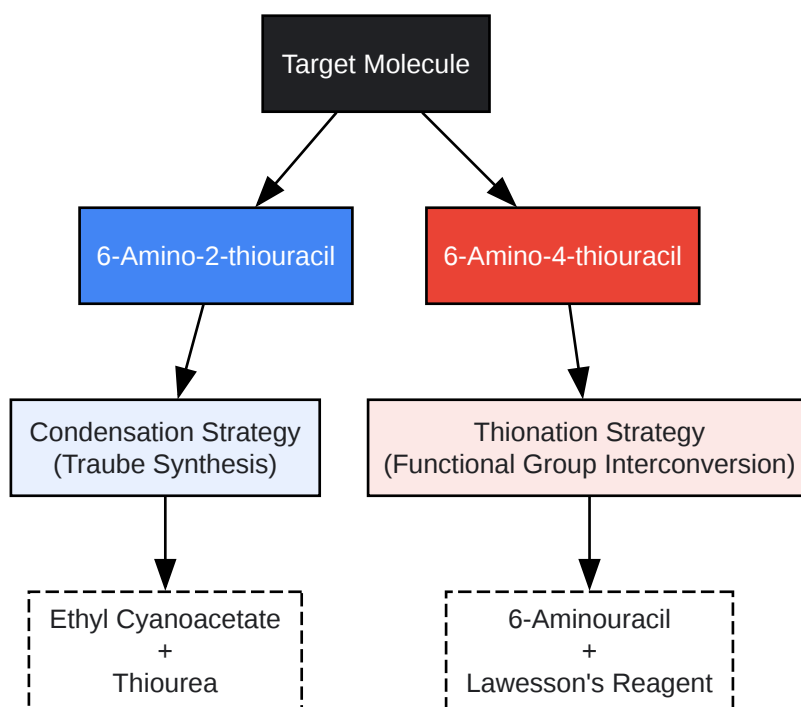 Target Molecule
6-Amino-2-thiouracil
6-Amino-4-thiouracil
Condensation Strategy
(Traube Synthesis)
Thionation Strategy
(Functional Group Interconversion)
Ethyl Cyanoacetate
+
Thiourea
6-Aminouracil
+
Lawesson's Reagent